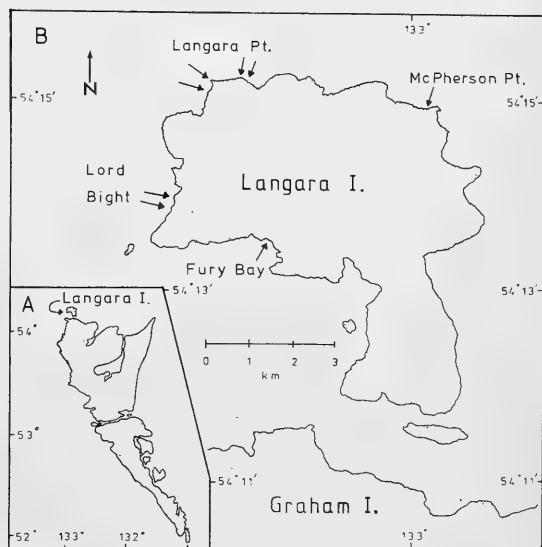 B
133°
Langara Pt.
McPherson Pt.
N
54°15'
54°15'
Lord
Bight
Langara I.
Fury Bay
A
Langara I.
54°13'
54°13'
54°
0 1 2 3
km
53°
54°11'
54°11'
Graham I.
52°
133°
132°
133°